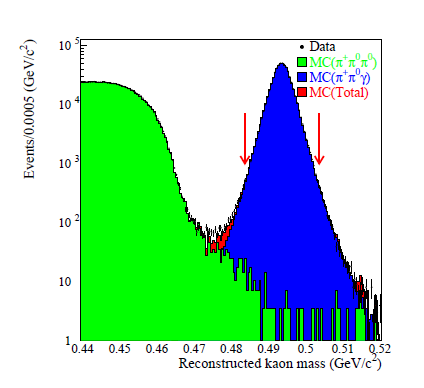 Events/0.0005 (GeV/c²)
10⁵
10⁴
10³
10²
10
1
Data
MC(π⁺π⁰π⁰)
MC(π⁺π⁰γ)
MC(Total)
0.44 0.45 0.46 0.47 0.48 0.49 0.5 0.51 0.52
Reconstructed kaon mass (GeV/c²)